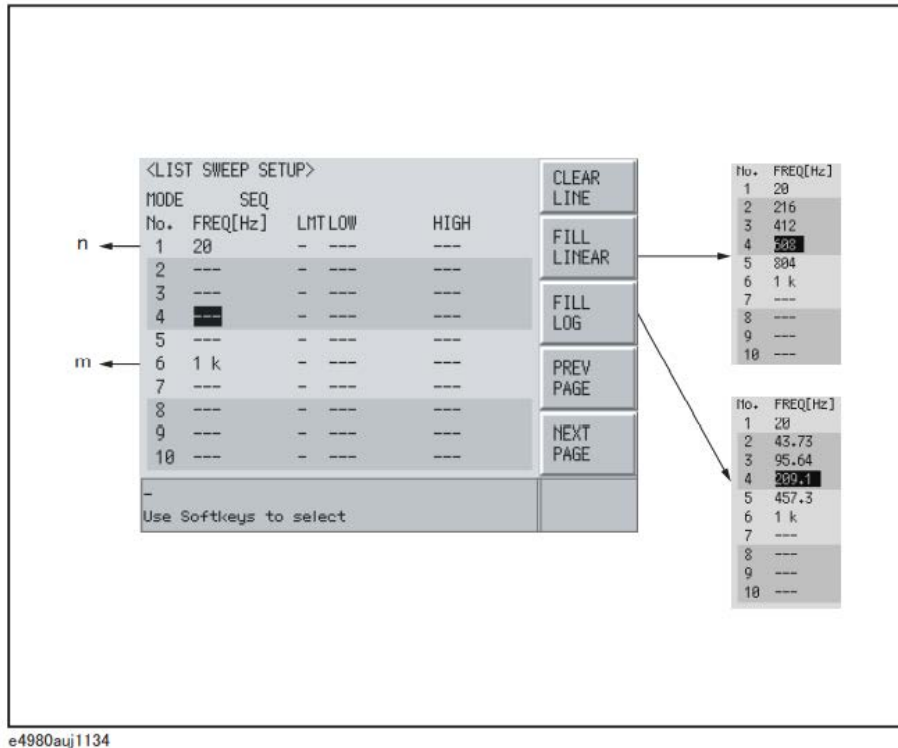 <LIST SWEEP SETUP>
MODE SEQ
No. FREQ[Hz] LMT LOW HIGH
n
1 20 - --- ---
2 --- - --- ---
3 --- - --- ---
4 --- - --- ---
5 --- - --- ---
m
6 1 k - --- ---
7 --- - --- ---
8 --- - --- ---
9 --- - --- ---
10 --- - --- ---
-
Use Softkeys to select
CLEAR
LINE
FILL
LINEAR
FILL
LOG
PREV
PAGE
NEXT
PAGE
No. FREQ[Hz]
1 20
2 216
3 412
4 608
5 804
6 1 k
7 ---
8 ---
9 ---
10 ---
No. FREQ[Hz]
1 20
2 43.73
3 95.64
4 209.1
5 457.3
6 1 k
7 ---
8 ---
9 ---
10 ---
e4980auj1134